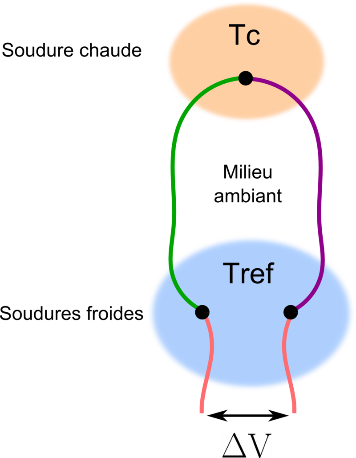 Tc
Soudure chaude
Milieu
ambiant
Tref
Soudures froides
ΔV